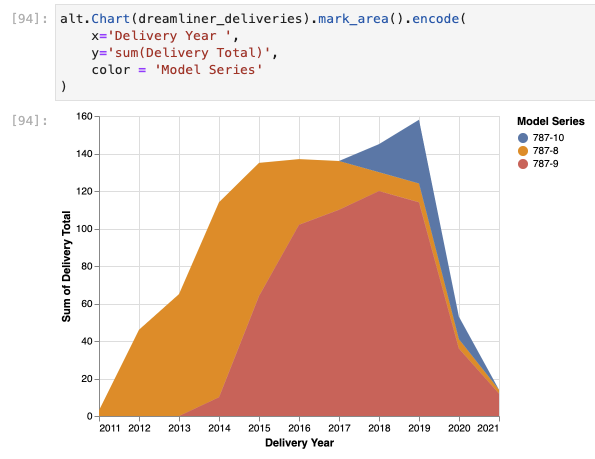 [94]:
alt.Chart(dreamliner_deliveries).mark_area().encode(
x='Delivery Year ',
y='sum(Delivery Total)',
color = 'Model Series'
)
[94]:
160
140
120
100
80
60
40
20
0
Sum of Delivery Total
2011 2012 2013 2014 2015 2016 2017 2018 2019 2020 2021
Delivery Year
Model Series
787-10
787-8
787-9